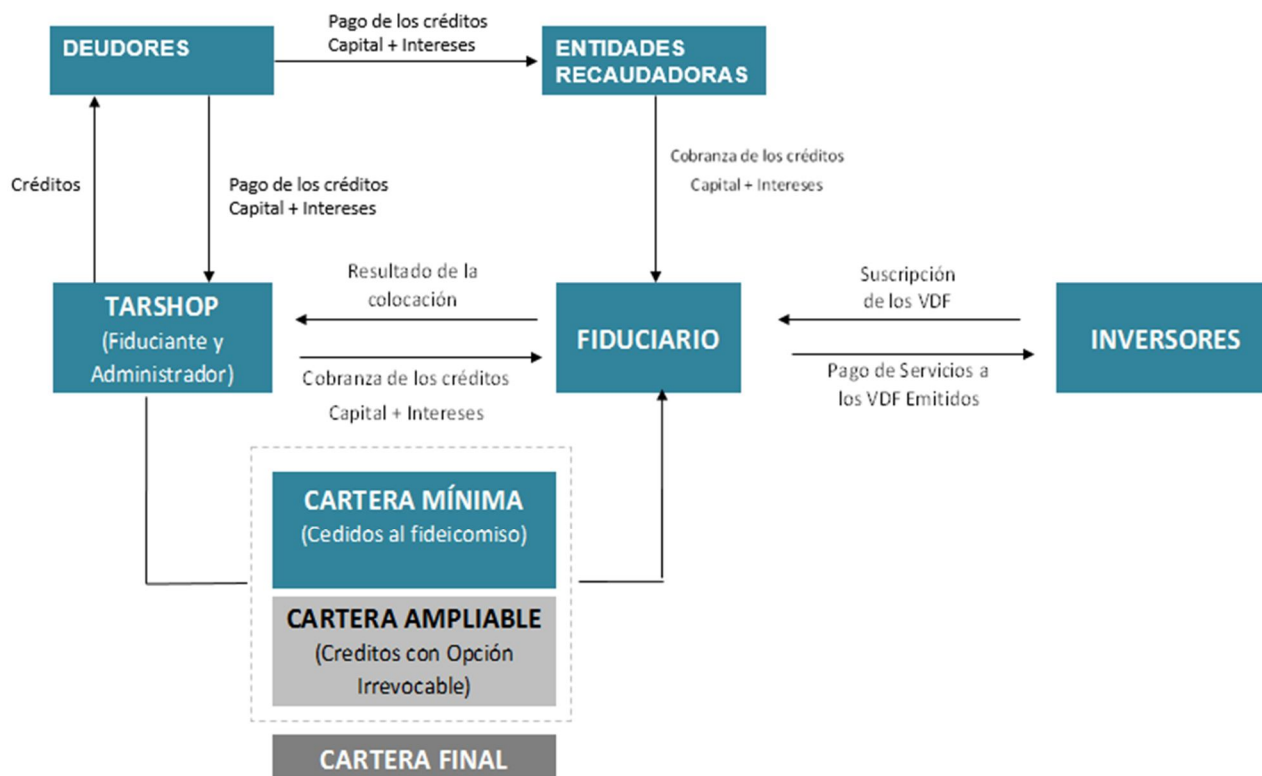 Pago de los créditos
Capital + Intereses
DEUDORES
ENTIDADES
RECAUDADORAS
Créditos
Pago de los créditos
Capital + Intereses
Cobranza de los créditos
Capital + Intereses
Resultado de la
colocación
Suscripción
de los VDF
TARSHOP
(Fiduciante y
Administrador)
FIDUCIARIO
INVERSORES
Cobranza de los créditos
Capital + Intereses
Pago de Servicios a
los VDF Emitidos
CARTERA MÍNIMA
(Cedidos al fideicomiso)
CARTERA AMPLIABLE
(Creditos con Opción
Irrevocable)
CARTERA FINAL